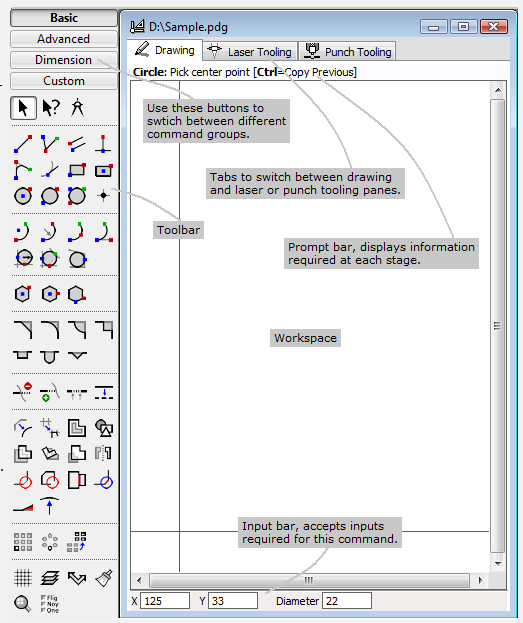 Basic
Advanced
Dimension
Custom
D:\Sample.pdg
Drawing
Laser Tooling
Punch Tooling
Circle: Pick center point [Ctrl=Copy Previous]
Use these buttons to
swtich between different
command groups.
Tabs to switch between drawing
and laser or punch tooling panes.
Toolbar
Prompt bar, displays information
required at each stage.
Workspace
Input bar, accepts inputs
required for this command.
X 125 Y 33 Diameter 22
Flig
Noy
One